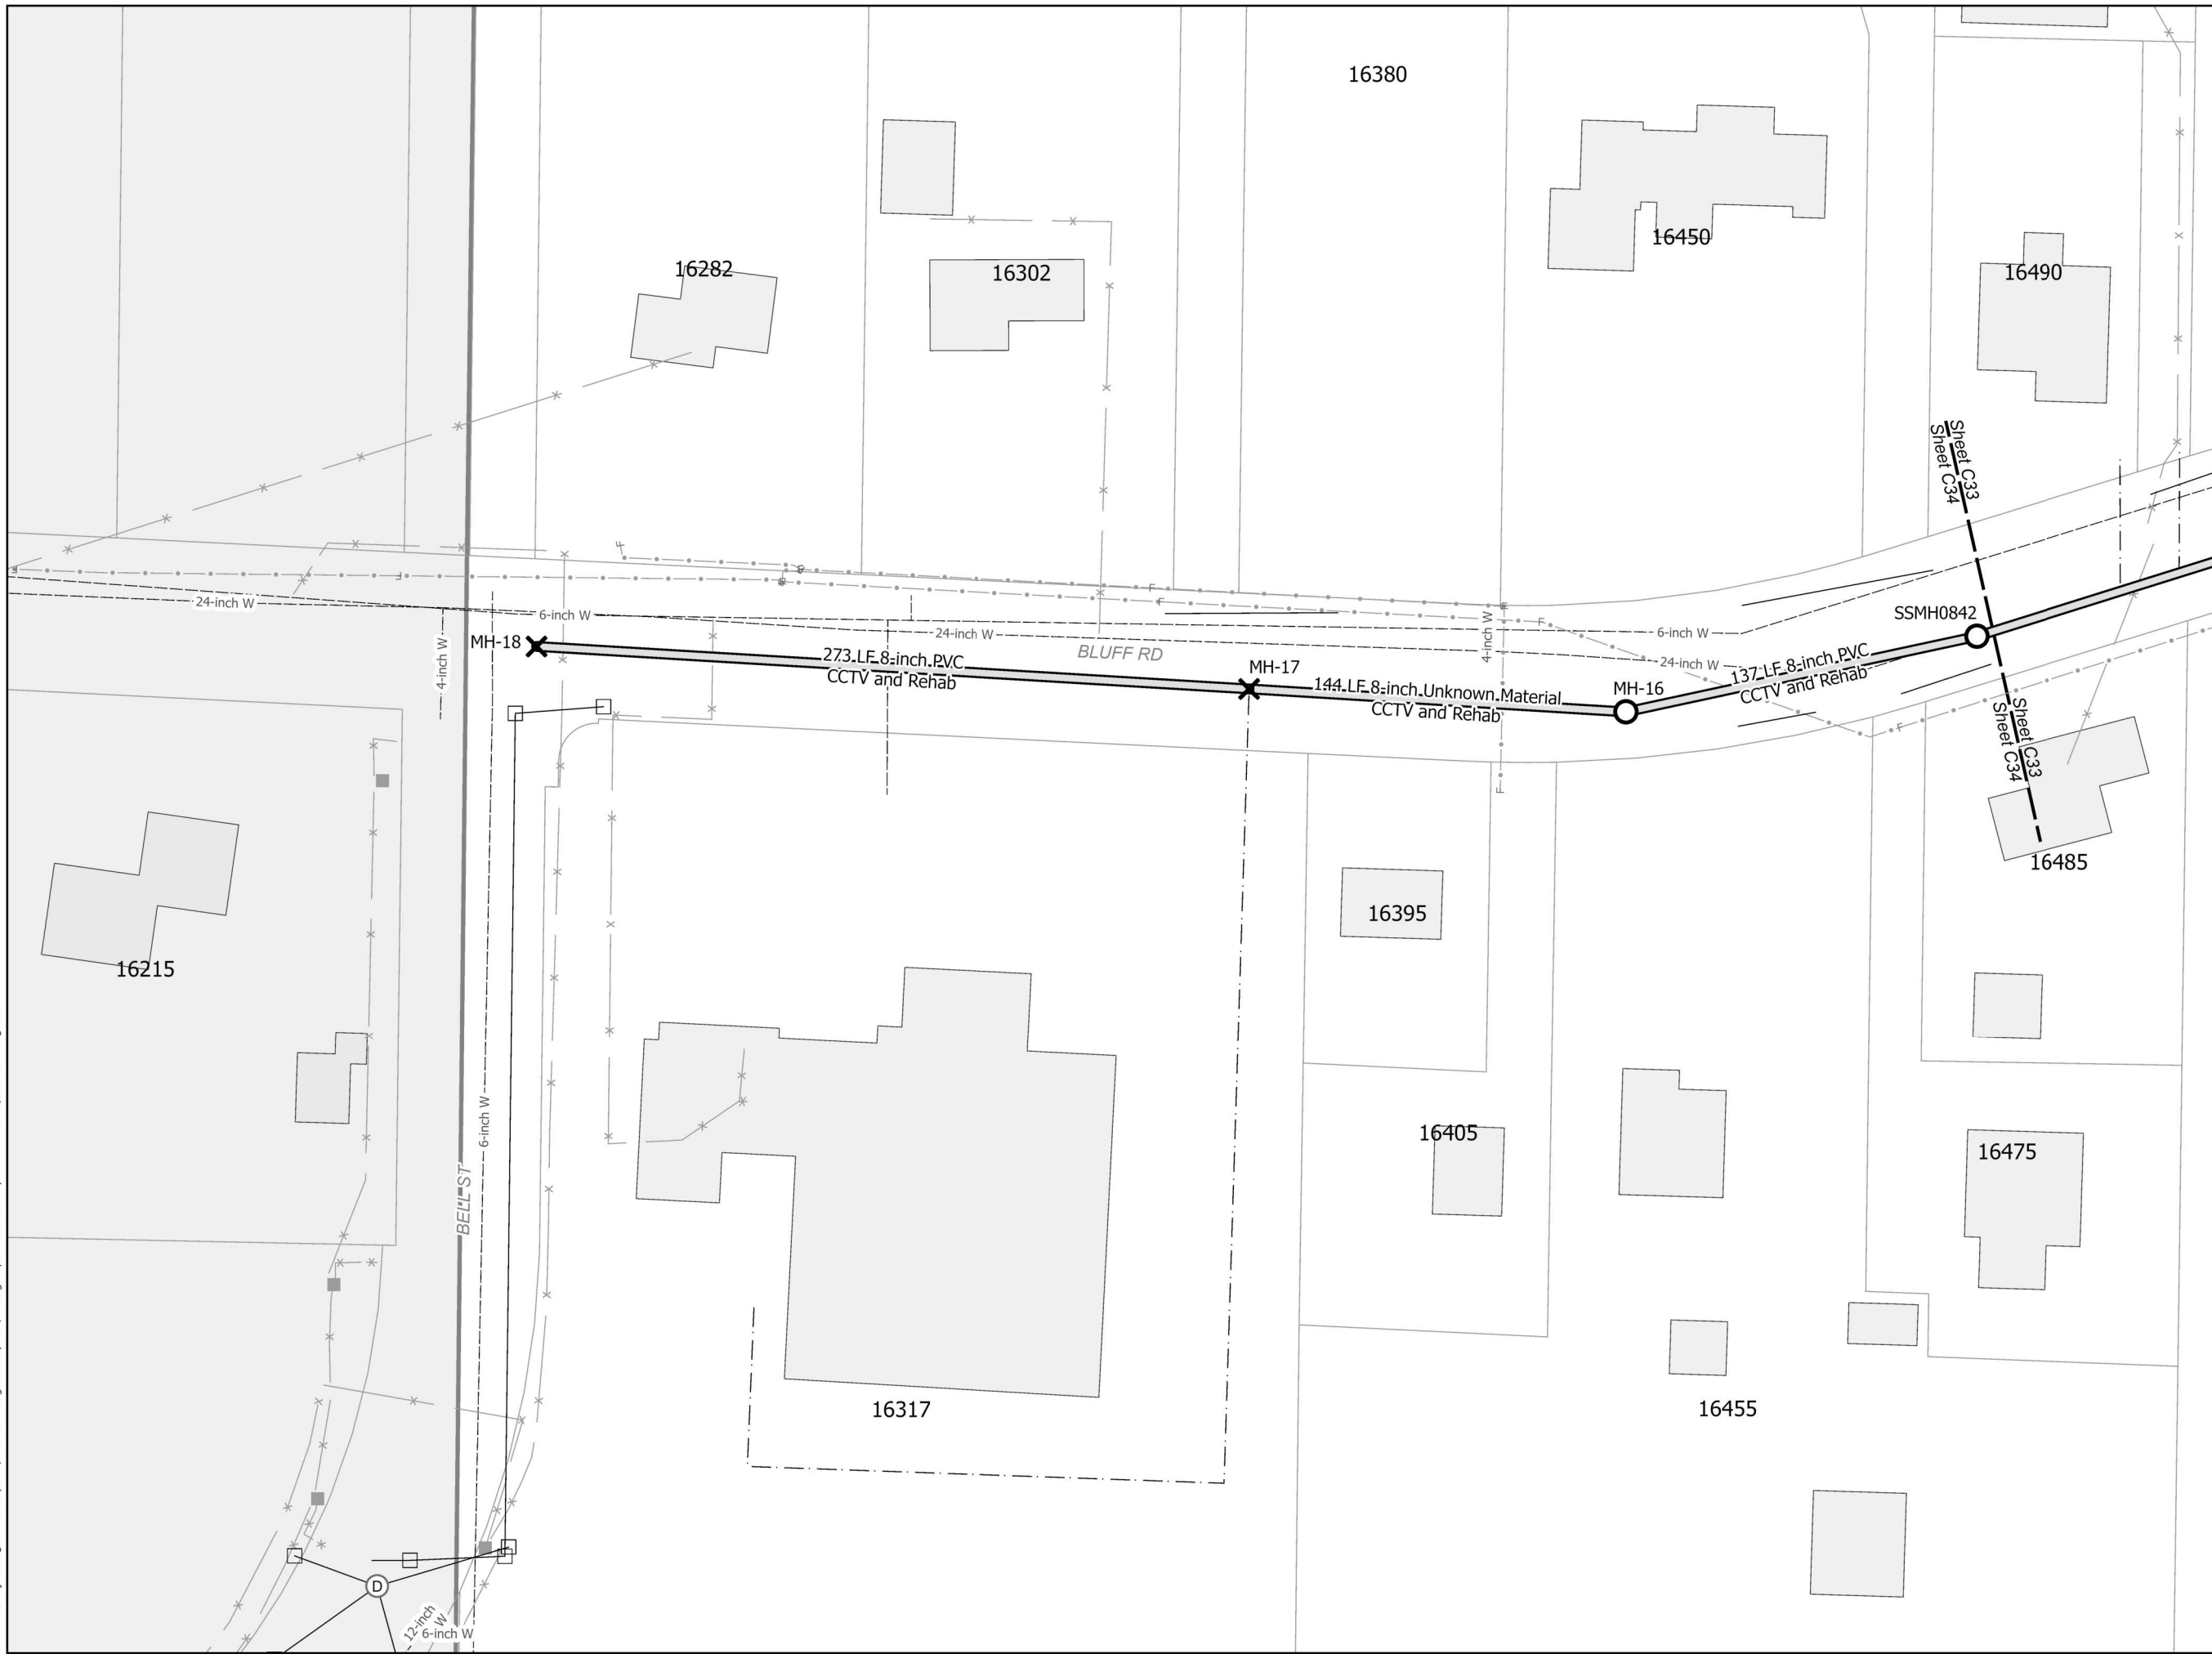 16380
16450
16282
16302
16490
Sheet C33
Sheet C34
F
F
F
F
24-inch W
6-inch W
24-inch W
4-inch W
4-inch W
F
F
F
6-inch W
24-inch W
SSMH0842
MH-18
273 LF 8-inch PVC
CCTV and Rehab
BLUFF RD
MH-17
144 LF 8-inch Unknown Material
CCTV and Rehab
MH-16
137 LF 8-inch PVC
CCTV and Rehab
F
F
Sheet C33
Sheet C34
16485
16395
16215
6-inch W
BELL ST
16405
16475
16317
16455
D
12-inch W
6-inch W